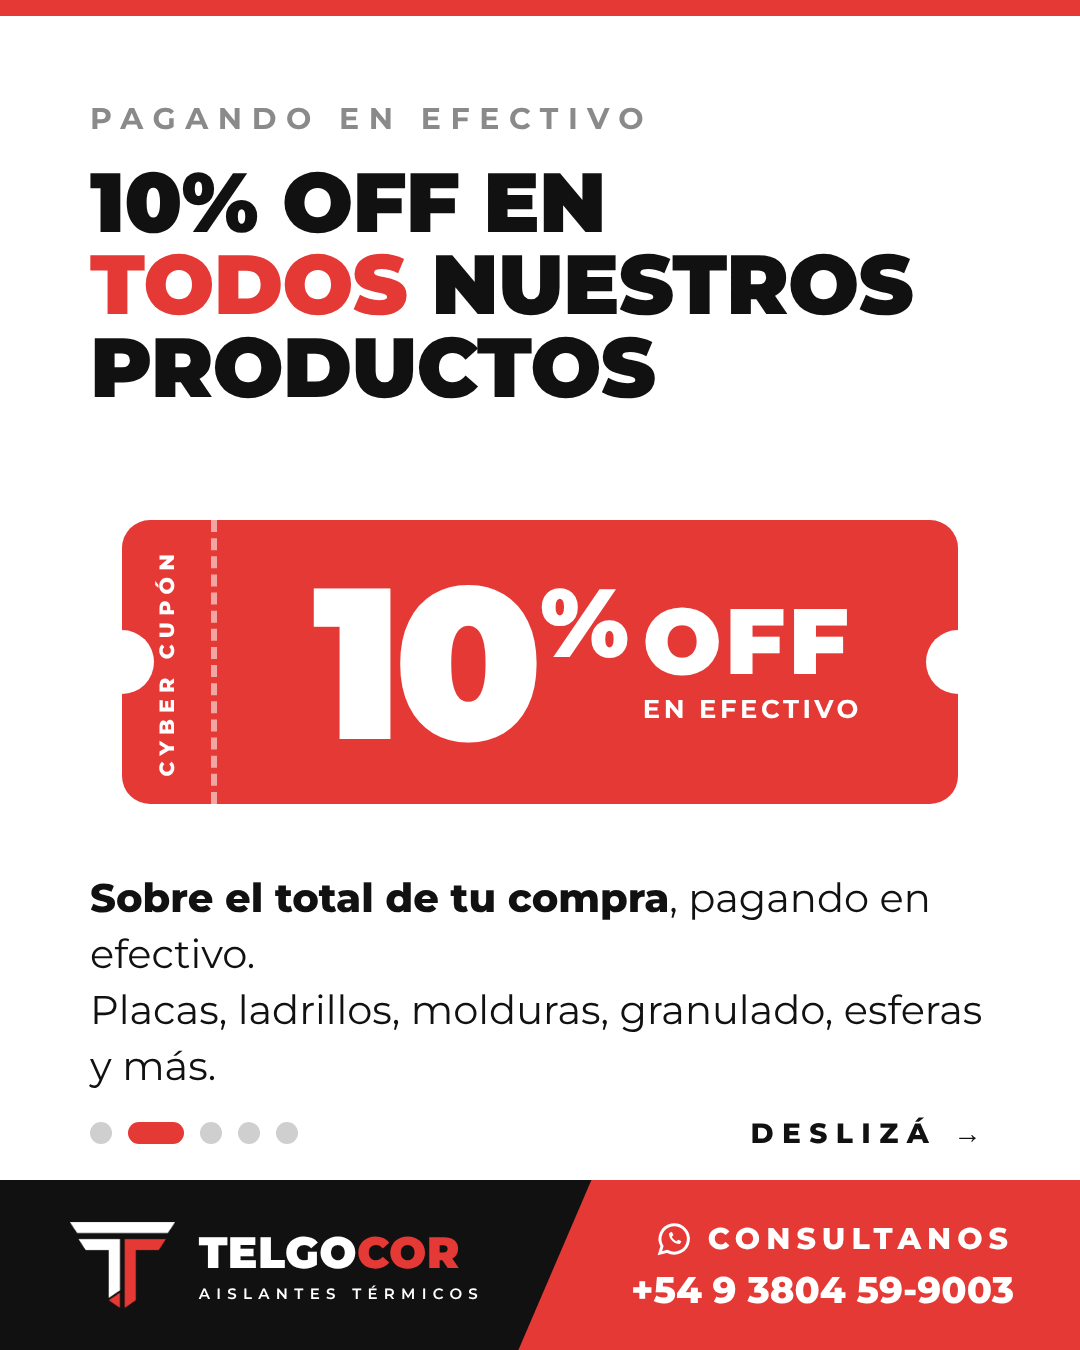 PAGANDO EN EFECTIVO
10% OFF EN
TODOS NUESTROS
PRODUCTOS
CYBER CUPÓN
10% OFF
EN EFECTIVO
Sobre el total de tu compra, pagando en
efectivo.
Placas, ladrillos, molduras, granulado, esferas
y más.
DESLIZÁ →
TELGOCOR
AISLANTES TÉRMICOS
CONSULTANOS
+54 9 3804 59-9003